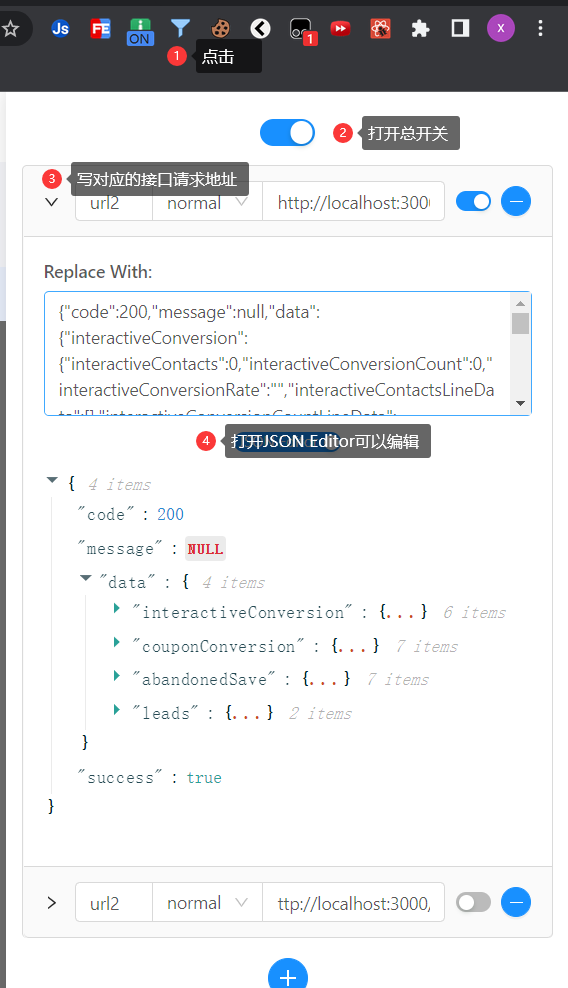 Js
FE
ON
1
X
1 点击
2 打开总开关
3 写对应的接口请求地址
url2 normal http://localhost:300
Replace With:
{"code":200,"message":null,"data":
{"interactiveConversion":
{"interactiveContacts":0,"interactiveConversionCount":0,"
interactiveConversionRate":"","interactiveContactsLineDa
ta":[],"interactiveConversionCountLineData":
4 打开JSON Editor可以编辑
{ 4 items
"code" : 200
"message" : NULL
"data" : { 4 items
"interactiveConversion" : {...} 6 items
"couponConversion" : {...} 7 items
"abandonedSave" : {...} 7 items
"leads" : {...} 2 items
}
"success" : true
}
url2 normal ttp://localhost:3000,